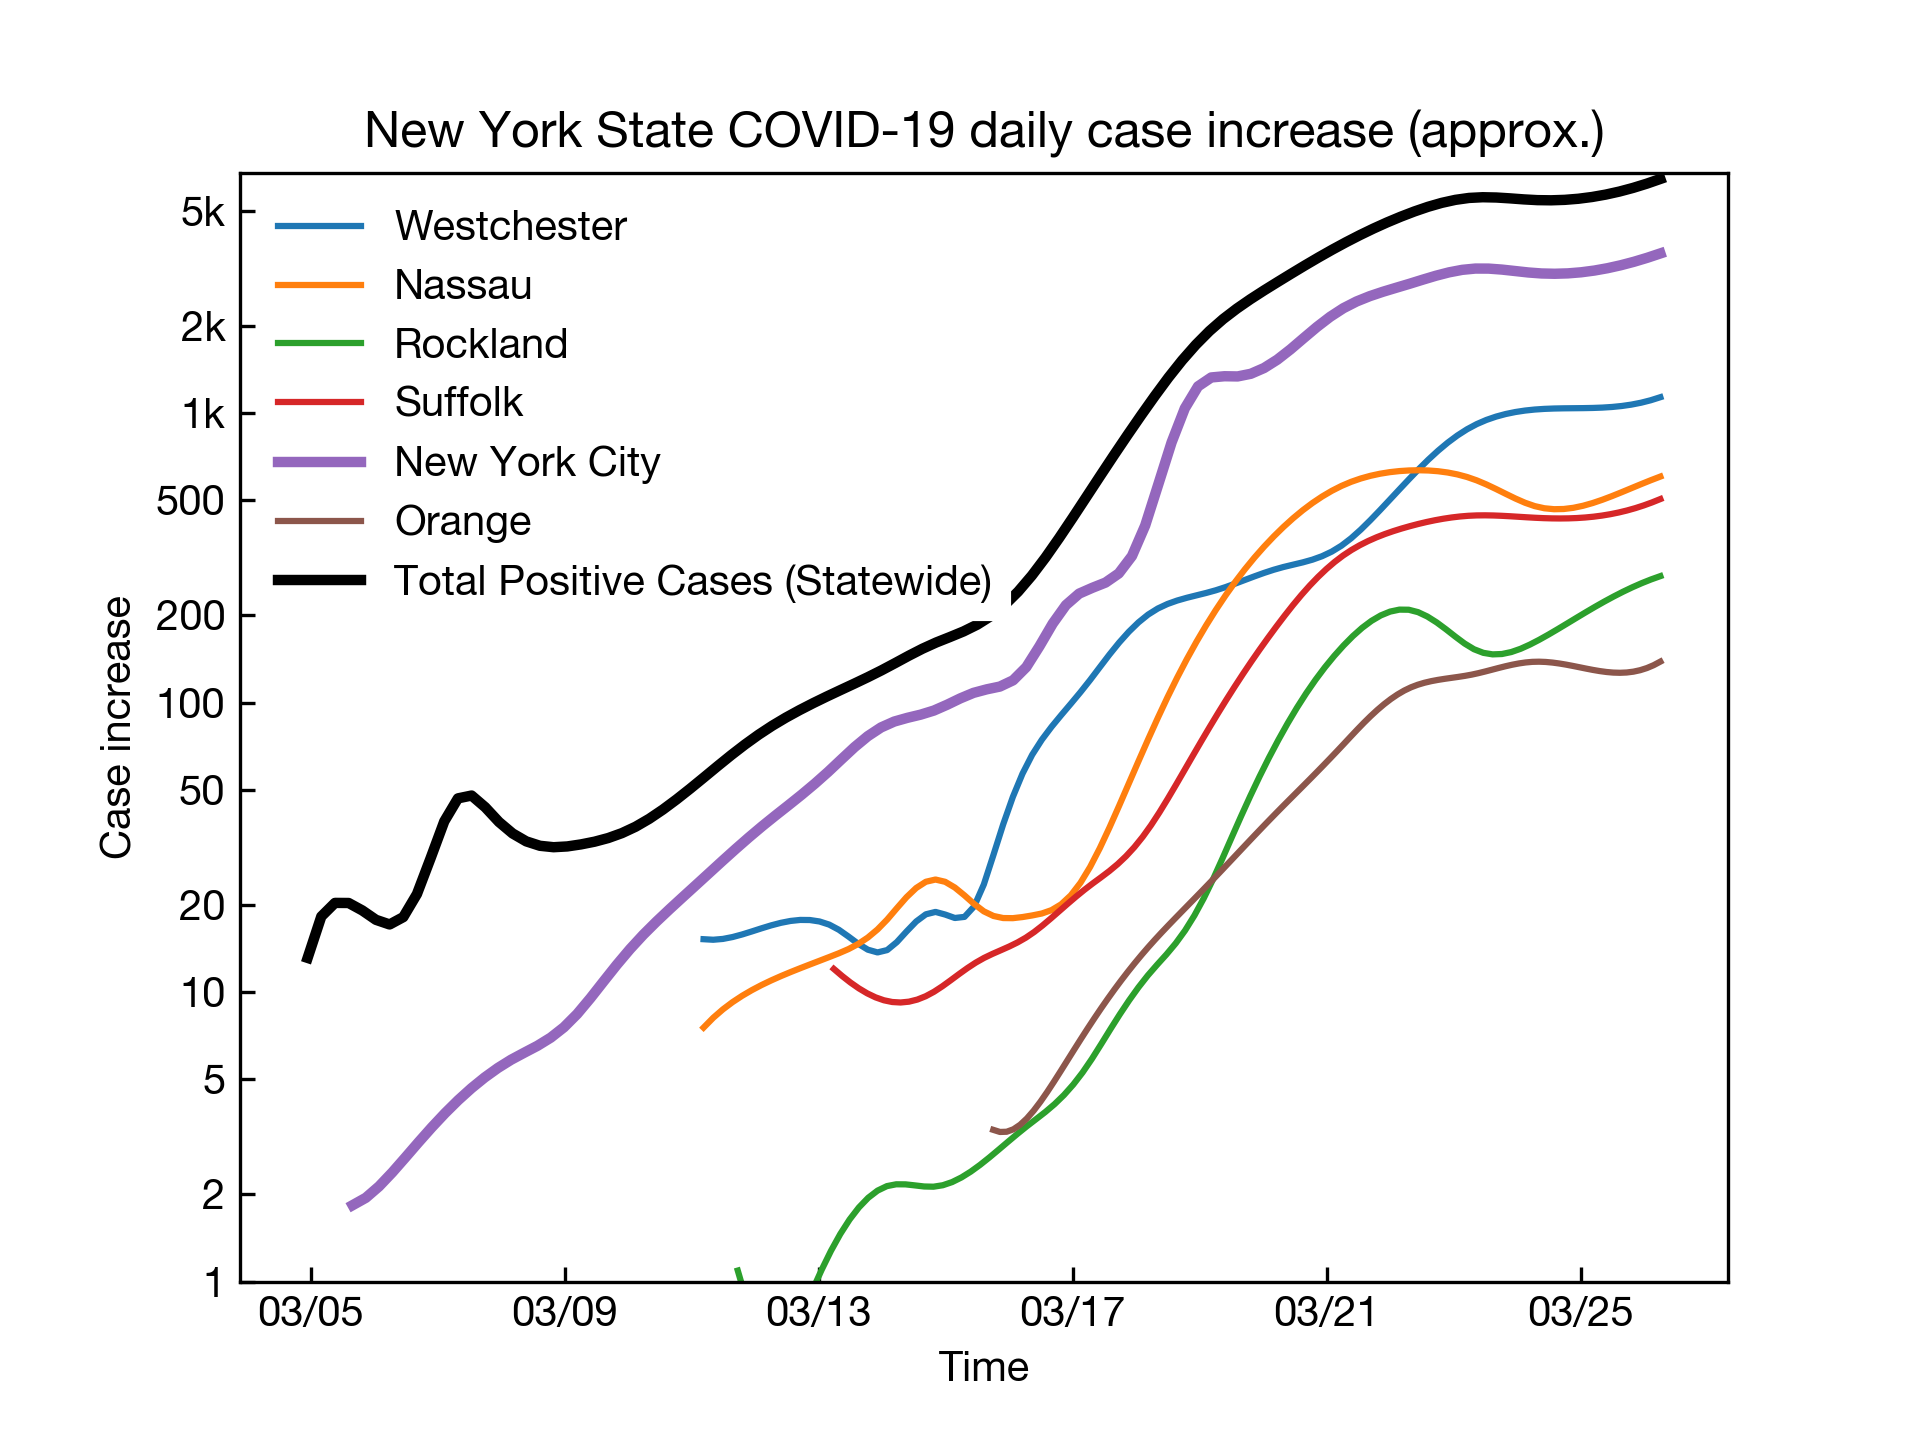 New York State COVID-19 daily case increase (approx.)
Case increase
5k
2k
1k
500
200
100
50
20
10
5
2
1
Westchester
Nassau
Rockland
Suffolk
New York City
Orange
Total Positive Cases (Statewide)
03/05 03/09 03/13 03/17 03/21 03/25
Time